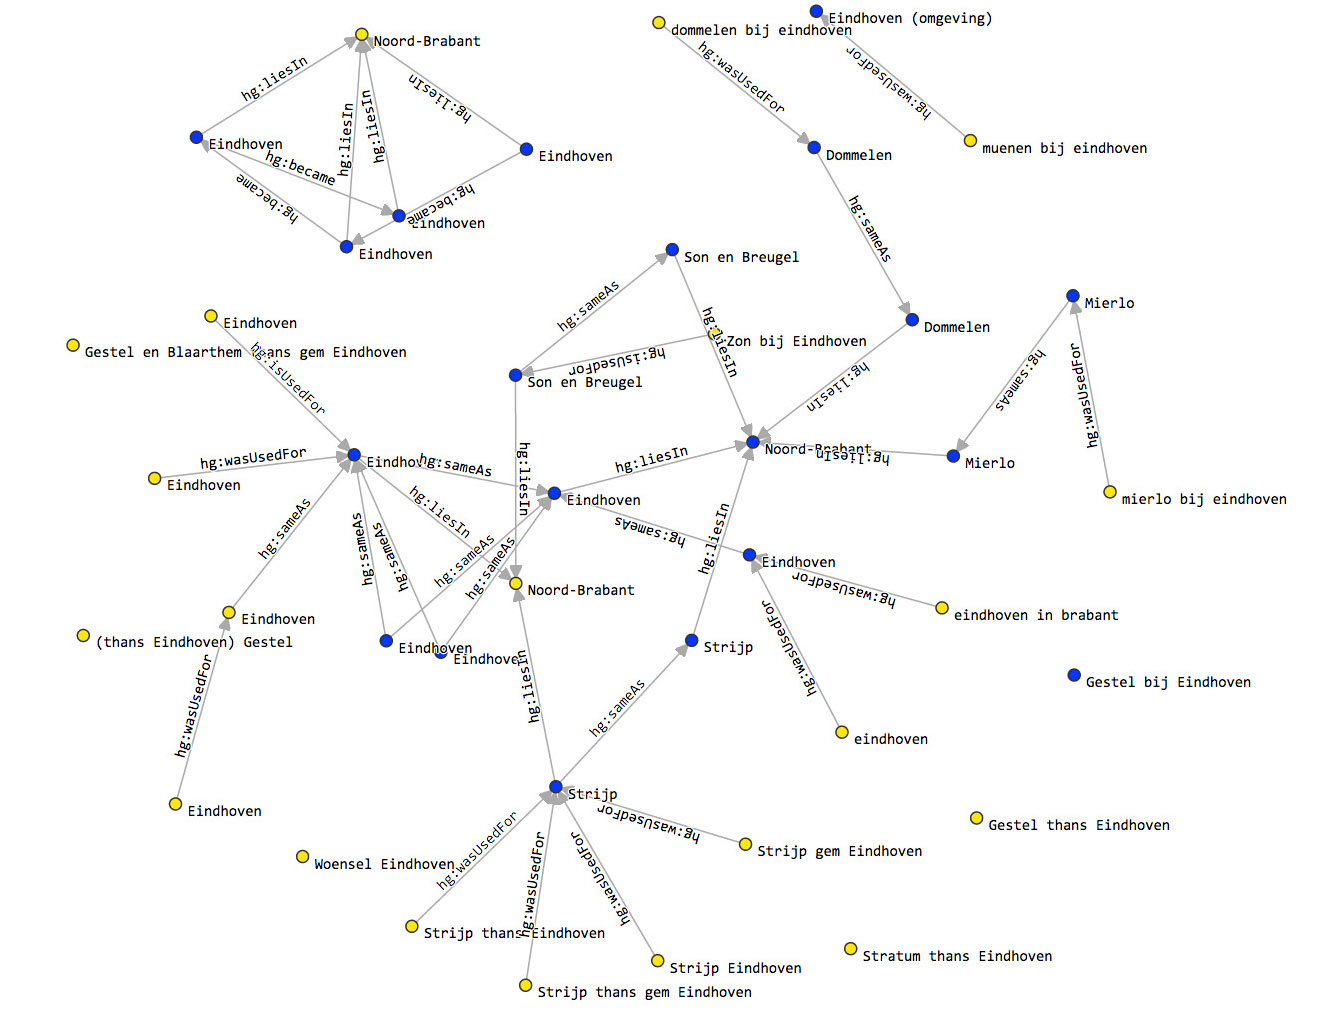 Eindhoven (omgeving)
dommelen bij eindhoven
Noord-Brabant
hg:wasUsedFor
hg:wasUsedFor
hg:liesIn
hg:liesIn
hg:liesIn
hg:liesIn
Eindhoven
muenen bij eindhoven
Eindhoven
Dommelen
hg:became
hg:became
hg:became
Eindhoven
Eindhoven
hg:sameAs
Son en Breugel
hg:sameAs
Mierlo
Eindhoven
Dommelen
Gestel en Blaarthem thans gem Eindhoven
hg:isUsedFor
hg:liesIn
Zon bij Eindhoven
hg:isUsedFor
Son en Breugel
hg:liesIn
hg:sameAs
hg:wasUsedFor
hg:wasUsedFor
Eindhoven
hg:sameAs
hg:liesIn
hg:liesIn
Noord-Brabant
hg:liesIn
Mierlo
Eindhoven
hg:liesIn
Eindhoven
mierlo bij eindhoven
hg:sameAs
hg:sameAs
hg:sameAs
hg:sameAs
hg:sameAs
hg:sameAs
hg:liesIn
Eindhoven
hg:wasUsedFor
Noord-Brabant
eindhoven in brabant
Eindhoven
(thans Eindhoven) Gestel
Eindhoven
Eindhoven
Strijp
hg:wasUsedFor
hg:wasUsedFor
hg:liesIn
Gestel bij Eindhoven
hg:sameAs
eindhoven
Strijp
Eindhoven
hg:wasUsedFor
Gestel thans Eindhoven
Strijp gem Eindhoven
Woensel Eindhoven
hg:wasUsedFor
hg:wasUsedFor
hg:wasUsedFor
Strijp thans Eindhoven
Stratum thans Eindhoven
Strijp Eindhoven
Strijp thans gem Eindhoven